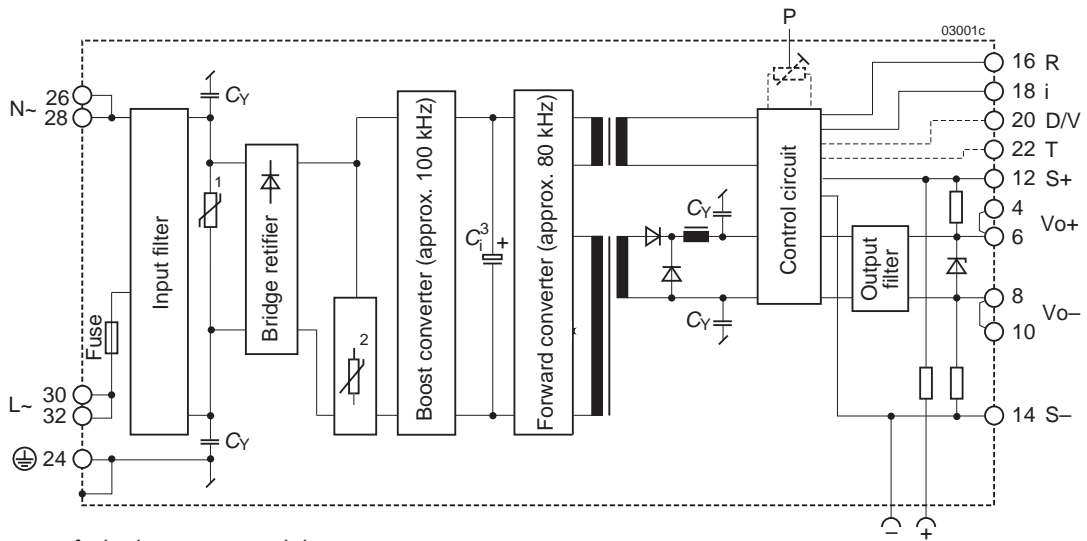 P
03001c
N~
26
28
CY
1
Input filter
Fuse
L~
30
32
24
CY
Bridge retifier
2
Boost converter (approx. 100 kHz)
Ci3 +
Forward converter (approx. 80 kHz)
CY
CY
Control circuit
Output filter
16 R
18 i
20 D/V
22 T
12 S+
4
6
Vo+
8
10
Vo–
14 S–
– +